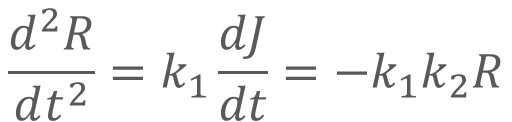 d²R/dt² = k₁ dJ/dt = −k₁k₂R